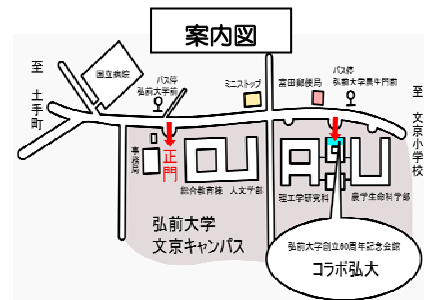 案内図
至 土手町
国立病院
バス停
弘前大学前
ミニストップ
富田郵便局
バス停
弘前大学農生門前
至 文京小学校
事務局
正門
総合教育棟
人文学部
理工学研究科
農学生命科学部
弘前大学
文京キャンパス
弘前大学創立60周年記念会館
コラボ弘大